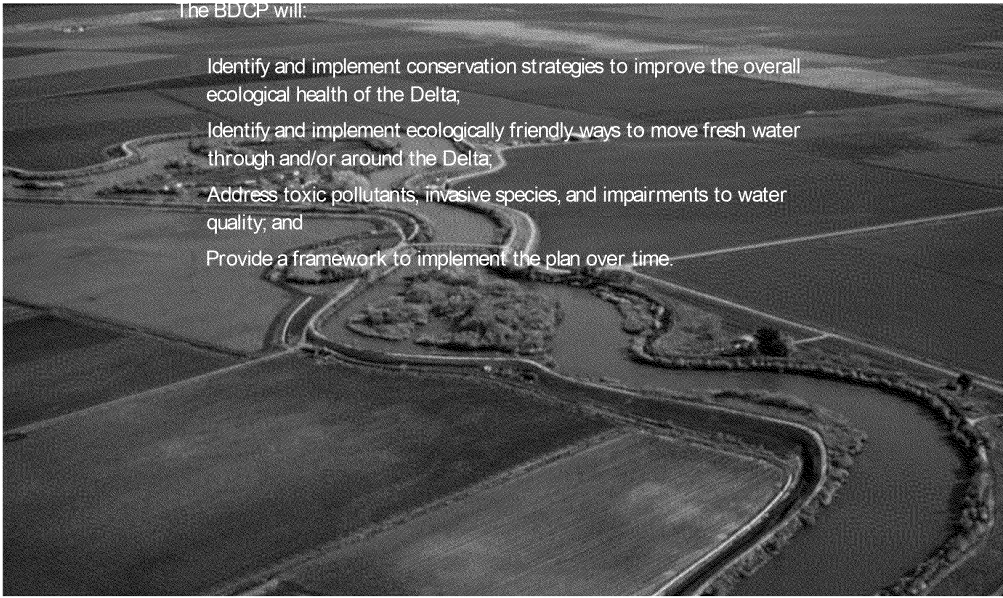 The BDCP will:
Identify and implement conservation strategies to improve the overall
ecological health of the Delta;
Identify and implement ecologically friendly ways to move fresh water
through and/or around the Delta;
Address toxic pollutants, invasive species, and impairments to water
quality; and
Provide a framework to implement the plan over time.